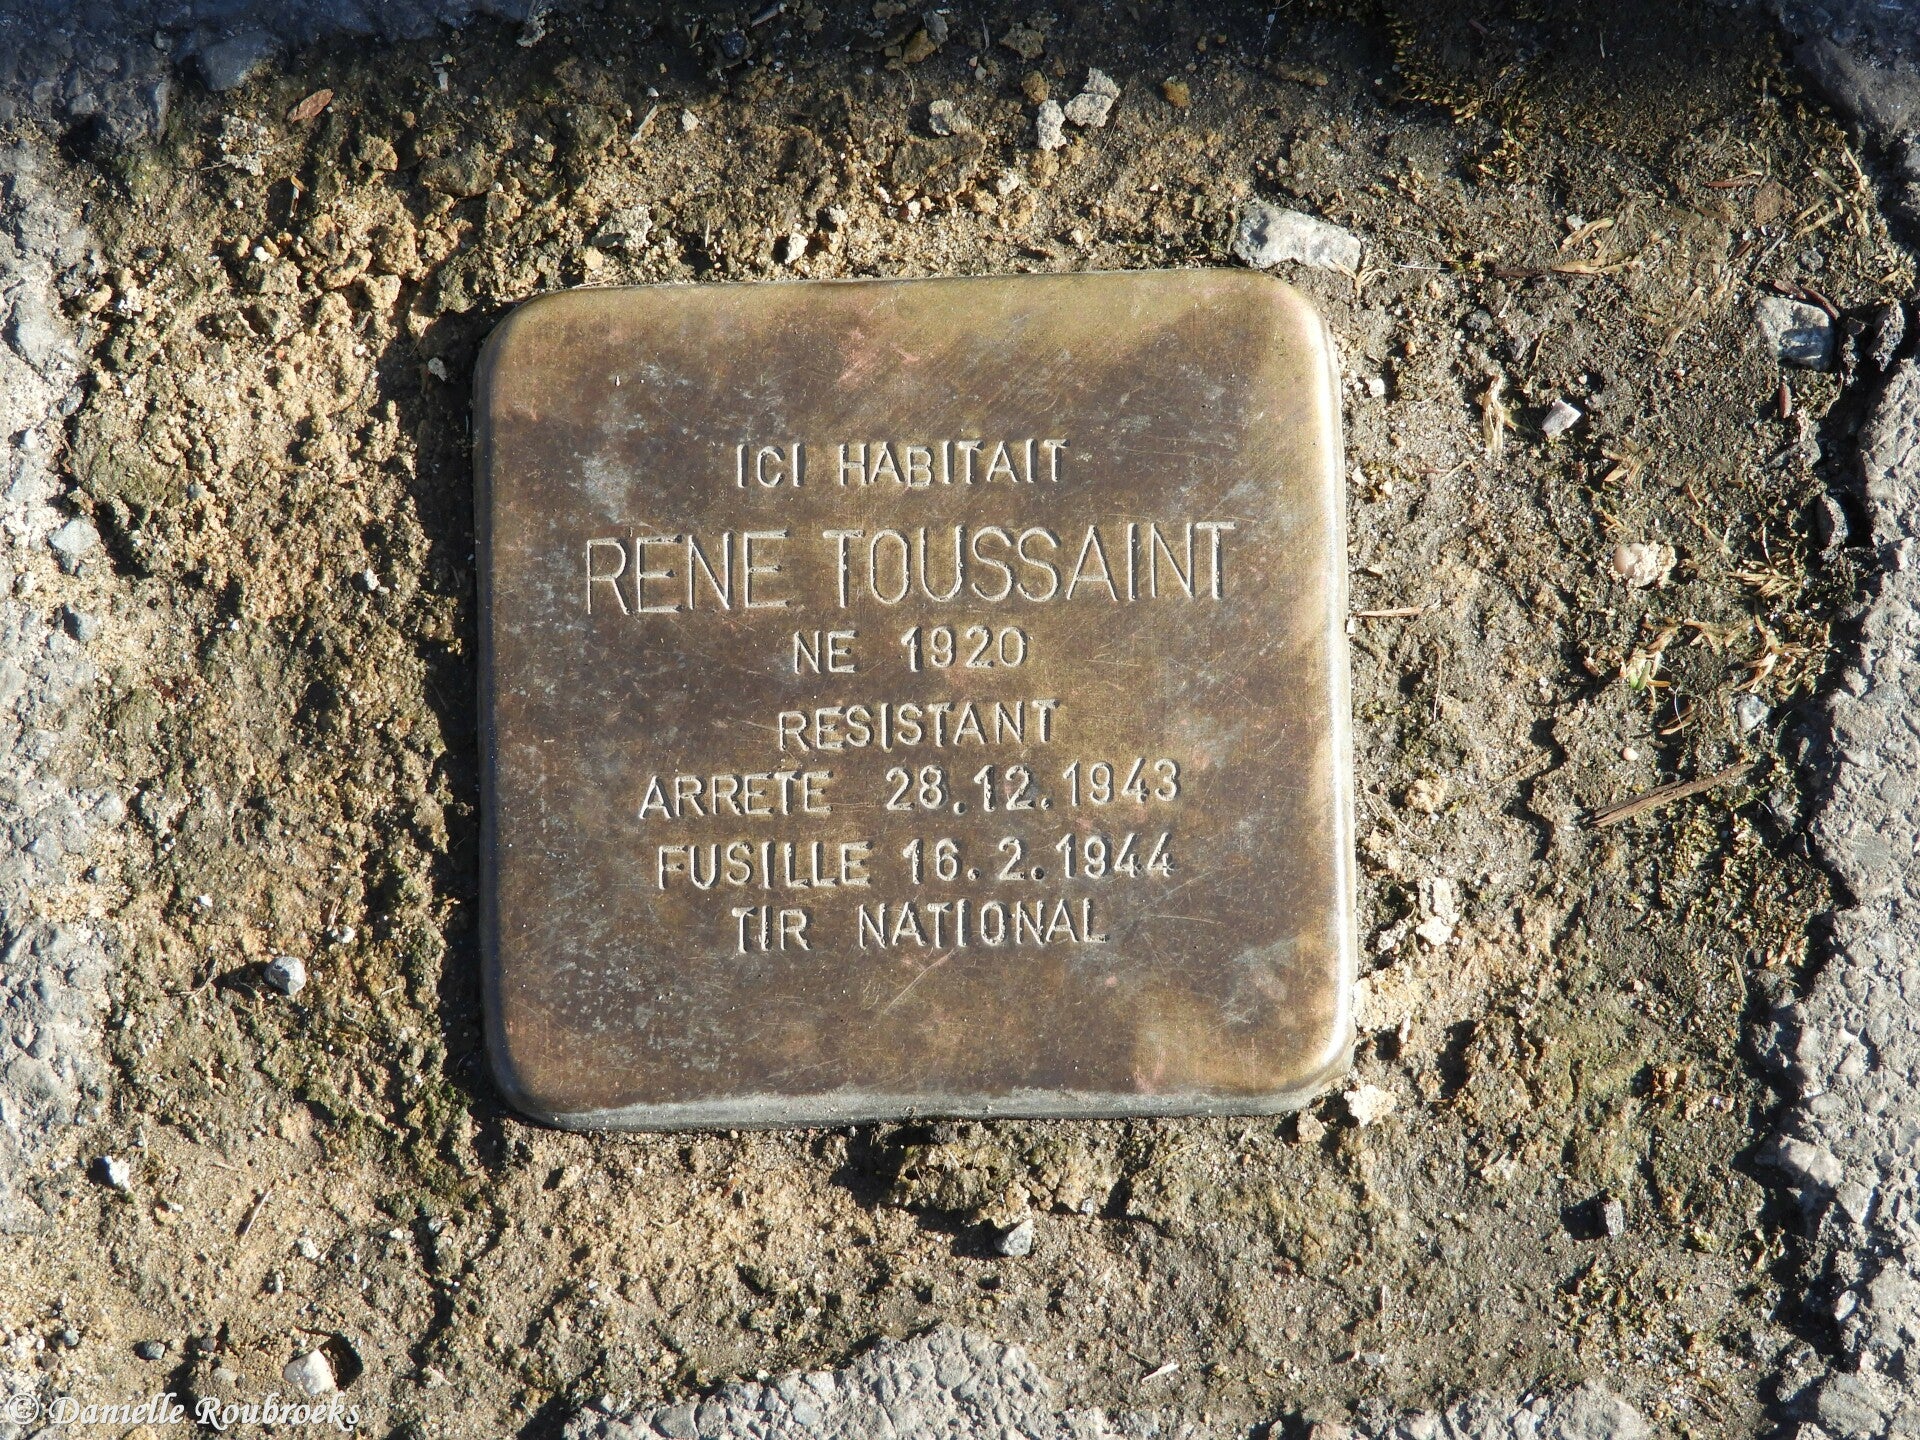 ICI HABITAIT
RENE TOUSSAINT
NE 1920
RESISTANT
ARRETE 28.12.1943
FUSILLE 16.2.1944
TIR NATIONAL
© Danielle Roubroeks